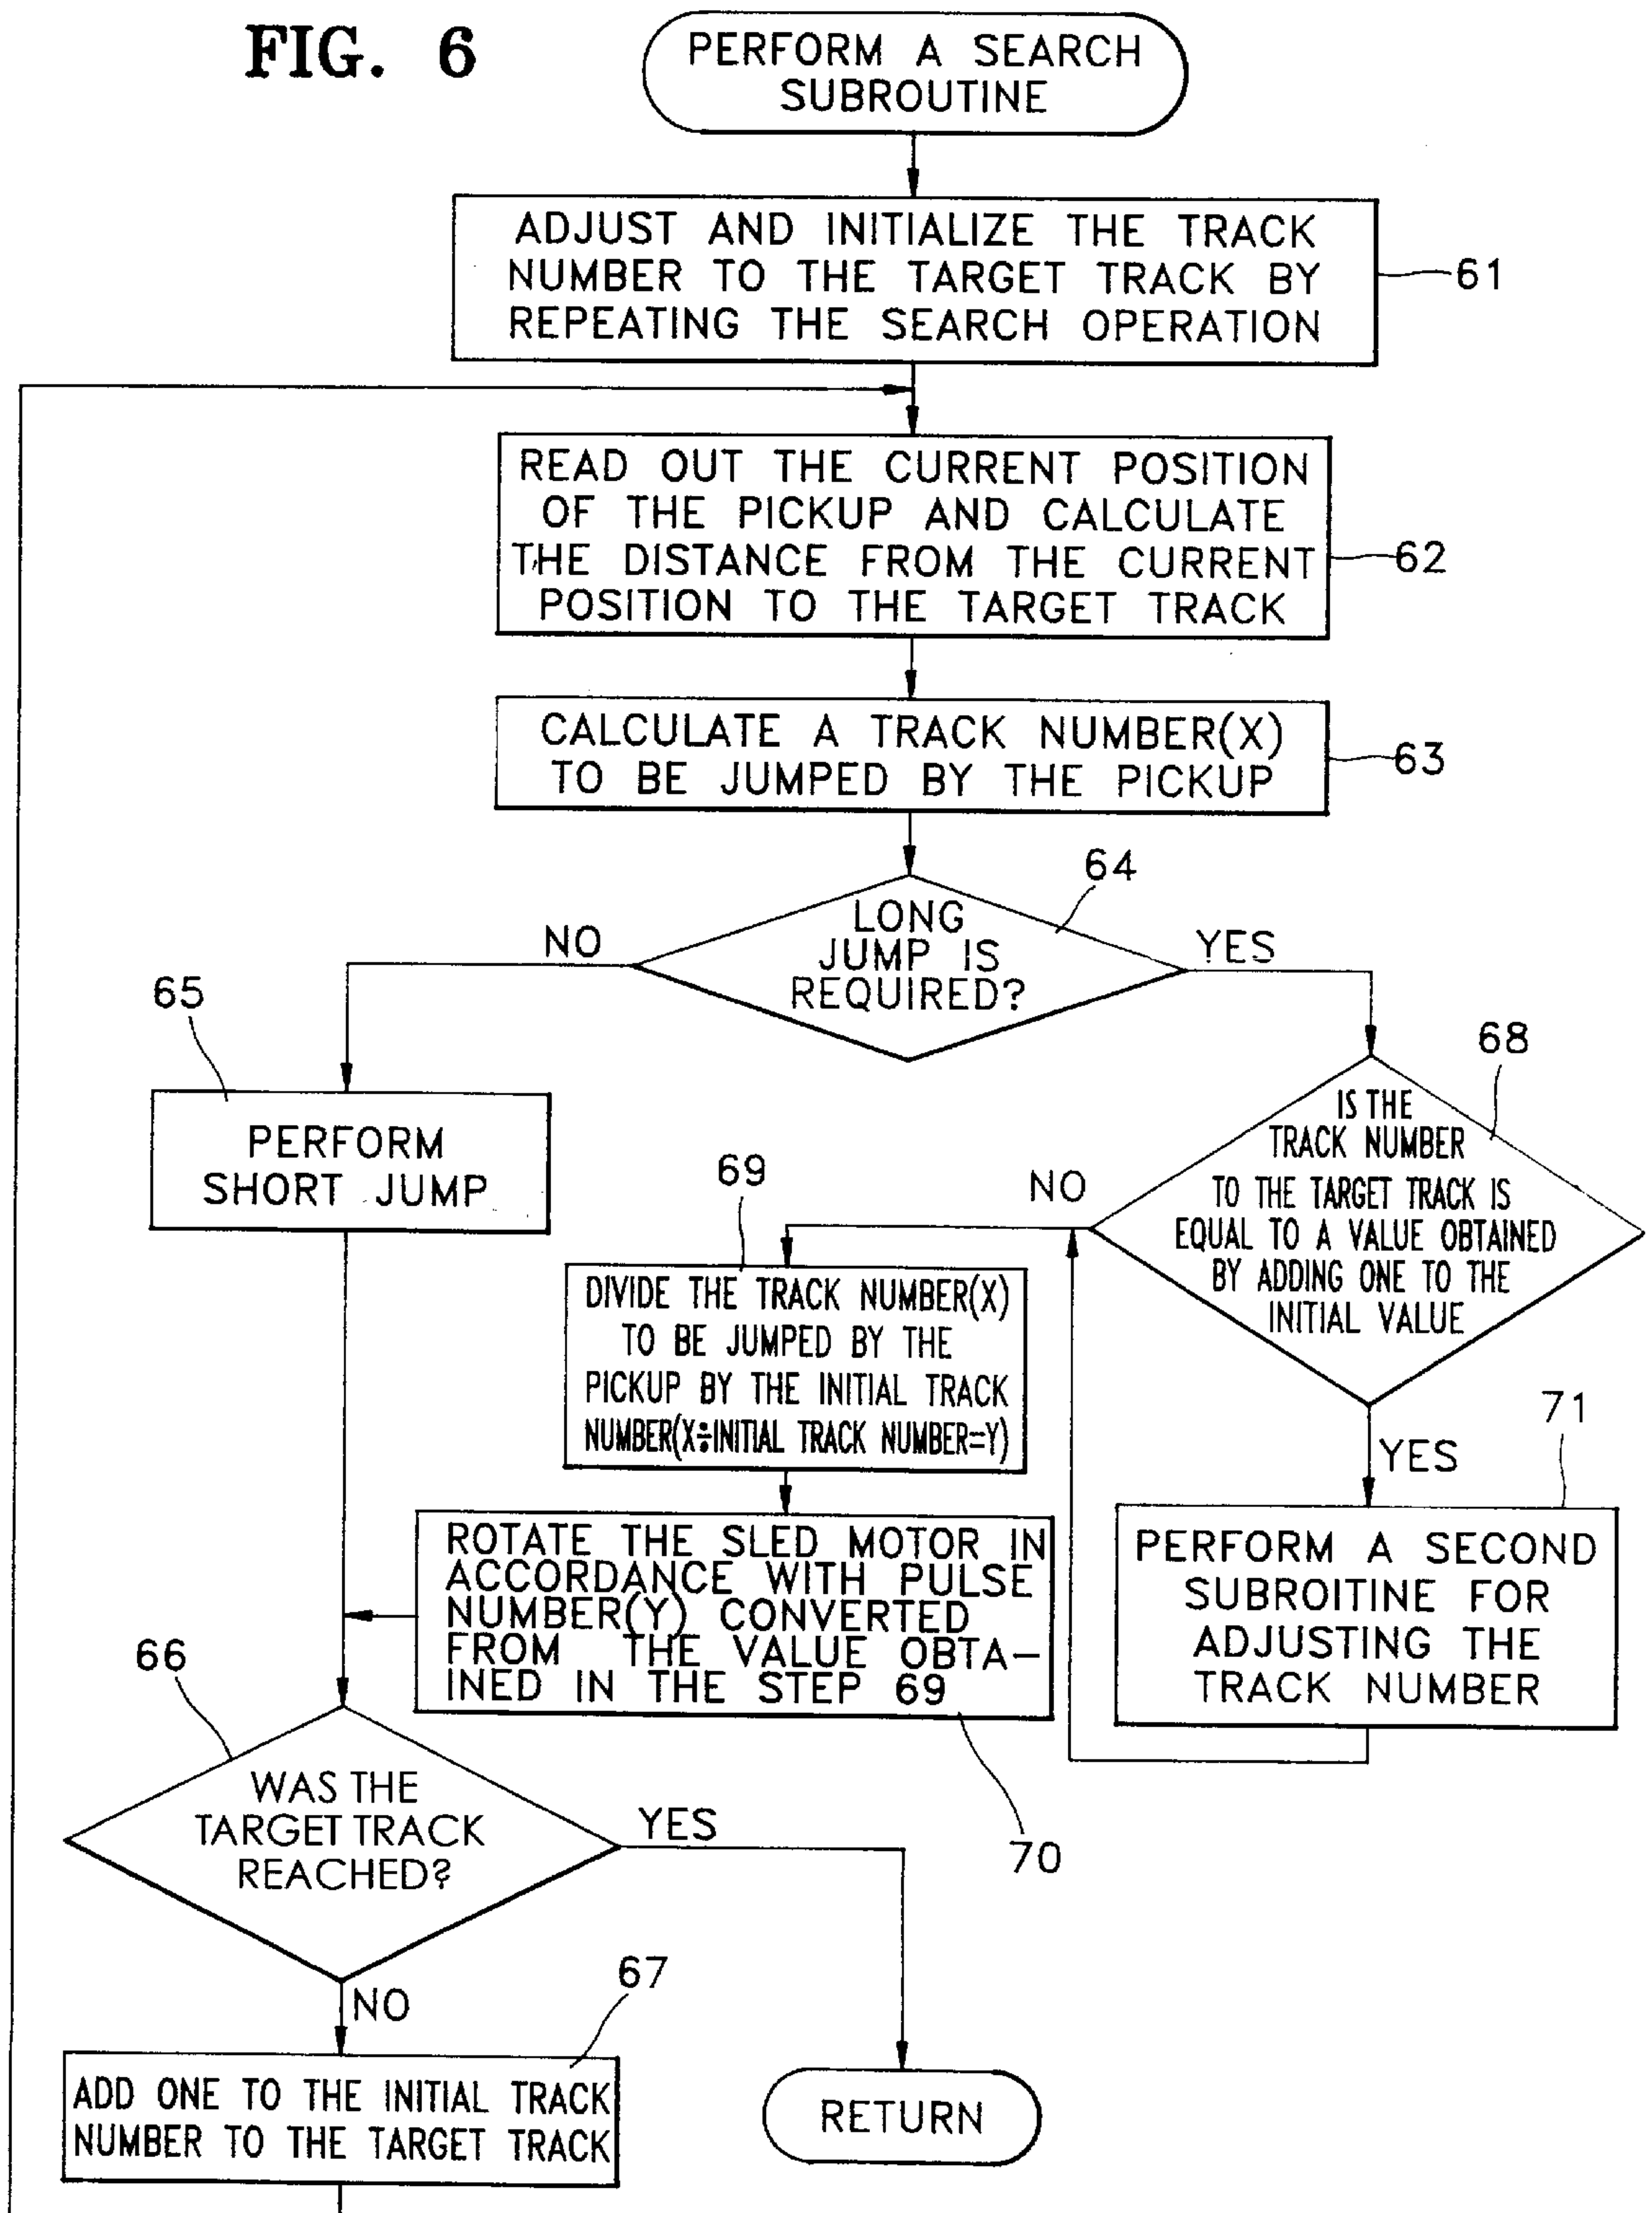 FIG. 6
PERFORM A SEARCH
SUBROUTINE
ADJUST AND INITIALIZE THE TRACK
NUMBER TO THE TARGET TRACK BY
REPEATING THE SEARCH OPERATION
61
READ OUT THE CURRENT POSITION
OF THE PICKUP AND CALCULATE
THE DISTANCE FROM THE CURRENT
POSITION TO THE TARGET TRACK
62
CALCULATE A TRACK NUMBER(X)
TO BE JUMPED BY THE PICKUP
63
64
LONG
JUMP IS
REQUIRED?
NO
YES
65
PERFORM
SHORT JUMP
68
IS THE
TRACK NUMBER
TO THE TARGET TRACK IS
EQUAL TO A VALUE OBTAINED
BY ADDING ONE TO THE
INITIAL VALUE
NO
69
DIVIDE THE TRACK NUMBER(X)
TO BE JUMPED BY THE
PICKUP BY THE INITIAL TRACK
NUMBER(X÷INITIAL TRACK NUMBER=Y)
YES
71
PERFORM A SECOND
SUBROITINE FOR
ADJUSTING THE
TRACK NUMBER
ROTATE THE SLED MOTOR IN
ACCORDANCE WITH PULSE
NUMBER(Y) CONVERTED
FROM THE VALUE OBTA-
INED IN THE STEP 69
70
66
WAS THE
TARGET TRACK
REACHED?
YES
NO
67
ADD ONE TO THE INITIAL TRACK
NUMBER TO THE TARGET TRACK
RETURN